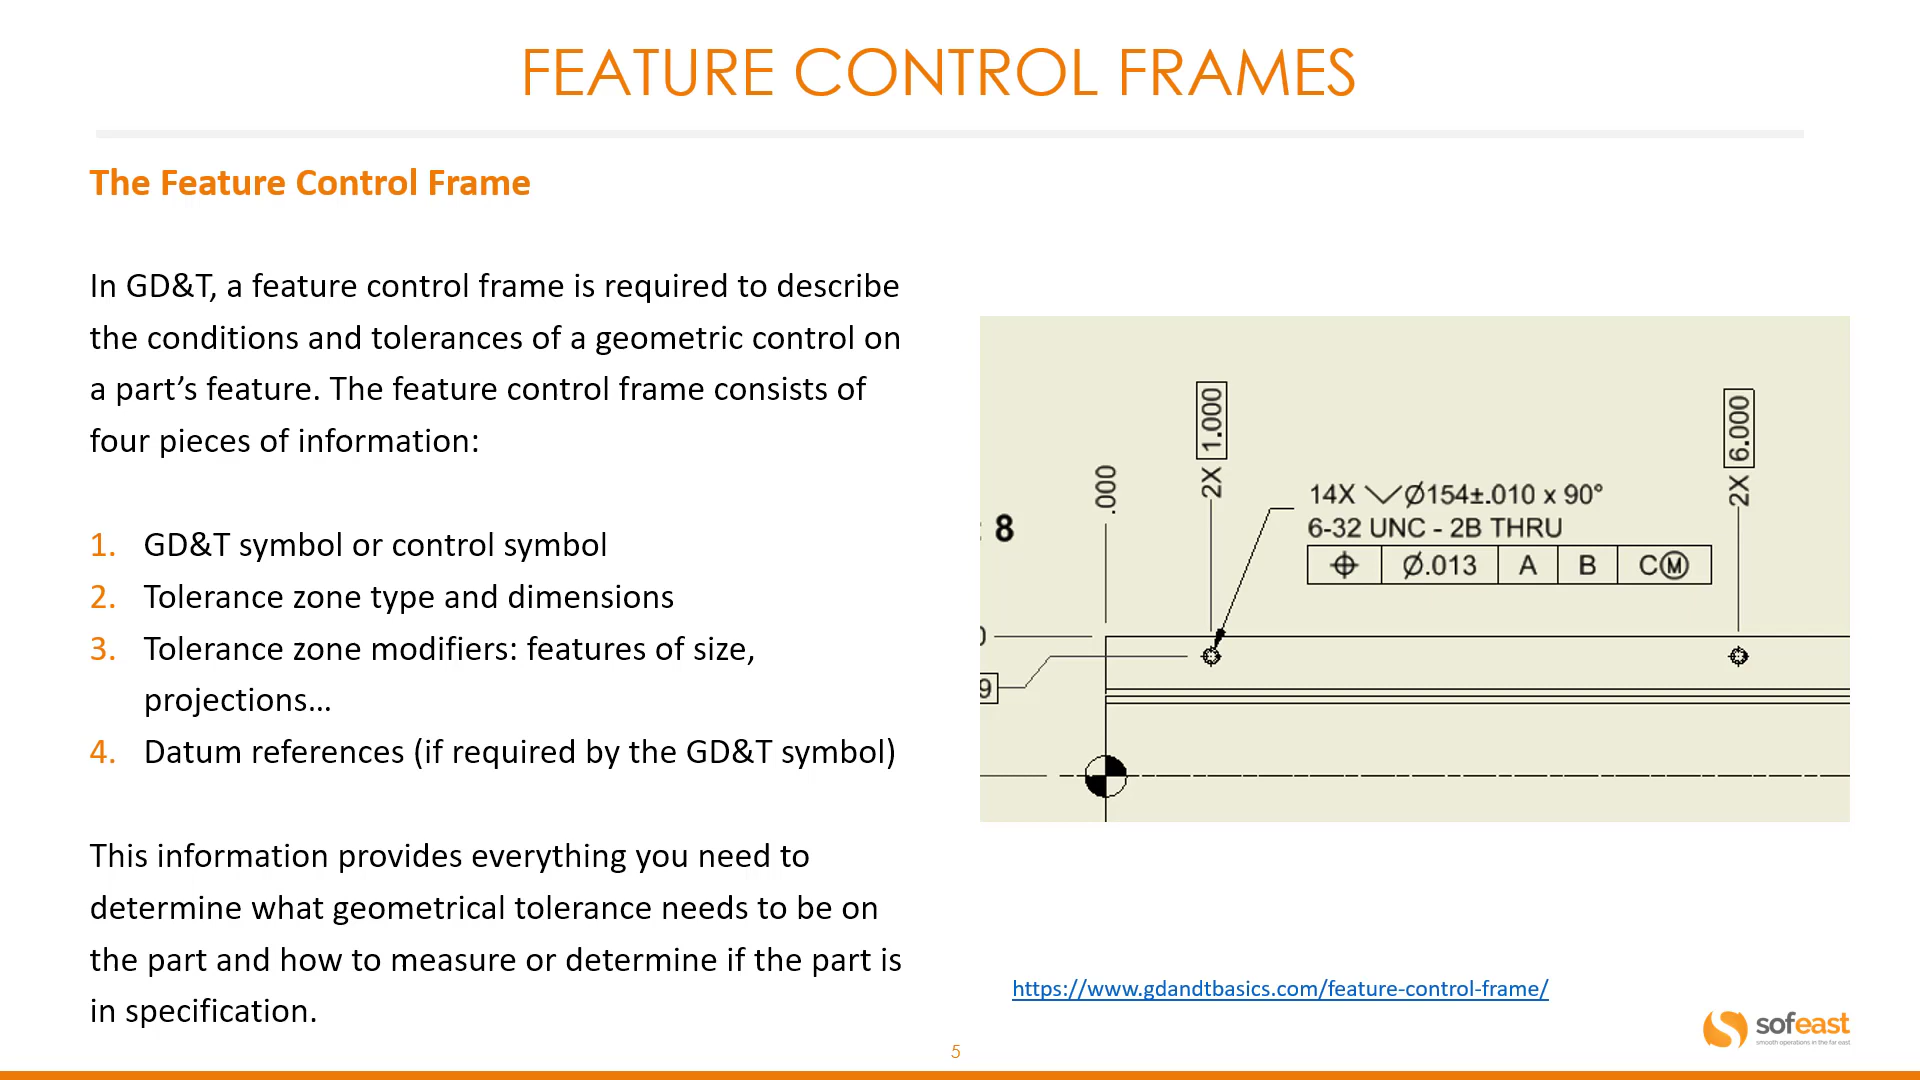 FEATURE CONTROL FRAMES
The Feature Control Frame
In GD&T, a feature control frame is required to describe
the conditions and tolerances of a geometric control on
a part’s feature. The feature control frame consists of
four pieces of information:
1. GD&T symbol or control symbol
2. Tolerance zone type and dimensions
3. Tolerance zone modifiers: features of size,
projections…
4. Datum references (if required by the GD&T symbol)
This information provides everything you need to
determine what geometrical tolerance needs to be on
the part and how to measure or determine if the part is
in specification.
8
.000
2X 1.000
14X ⌵Ø154±.010 x 90°
6-32 UNC - 2B THRU
⌖ Ø.013 A B CⓂ
2X 6.000
9
https://www.gdandtbasics.com/feature-control-frame/
sofeast
smooth operations in the far east
5